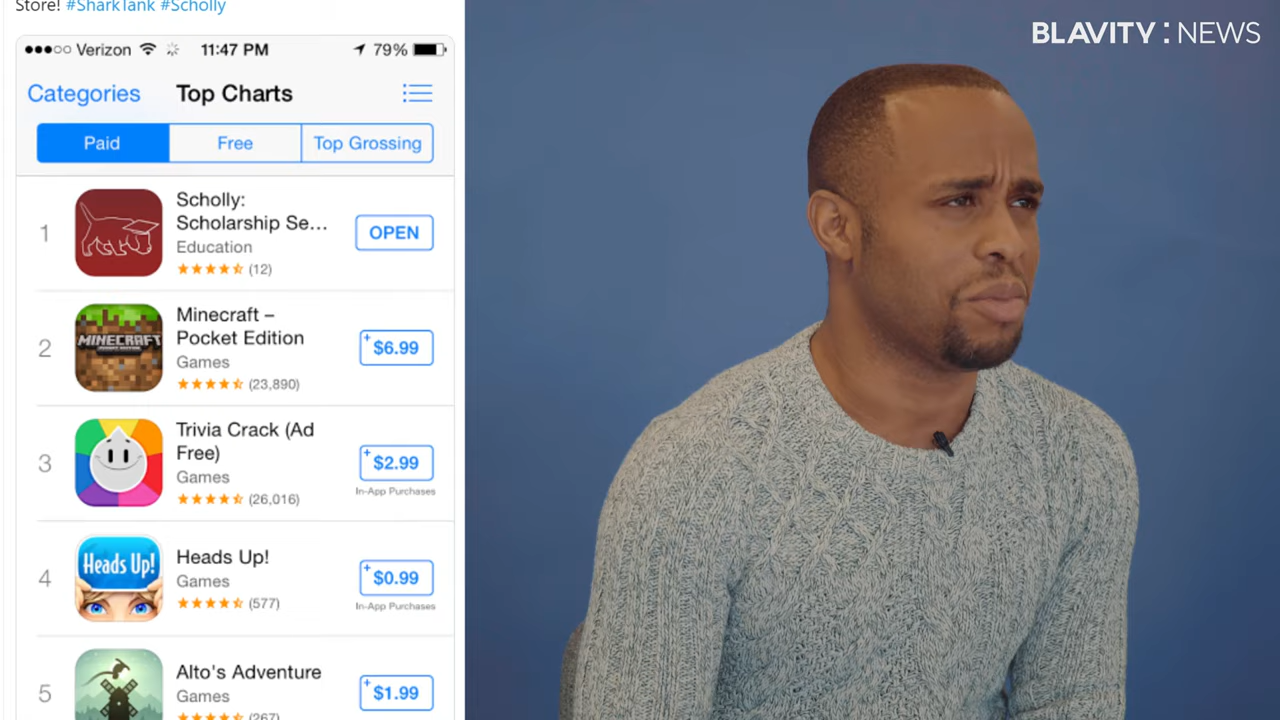 Store! #SharkTank #Scholly
BLAVITY : NEWS
Verizon 11:47 PM 79%
Categories Top Charts
Paid Free Top Grossing
1
Scholly:
Scholarship Se...
Education
(12)
OPEN
2
MINECRAFT
Minecraft –
Pocket Edition
Games
(23,890)
+ $6.99
3
Trivia Crack (Ad
Free)
Games
(26,016)
+ $2.99
In-App Purchases
4
Heads Up!
Heads Up!
Games
(577)
+ $0.99
In-App Purchases
5
Alto's Adventure
Games
(267)
+ $1.99